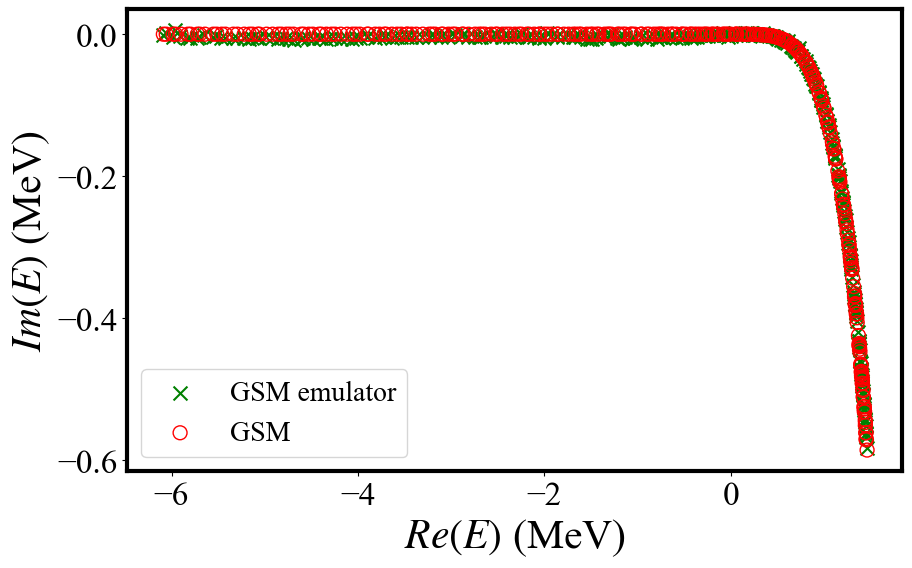 Im(E) (MeV)
0.0
−0.2
−0.4
−0.6
GSM emulator
GSM
−6 −4 −2 0
Re(E) (MeV)